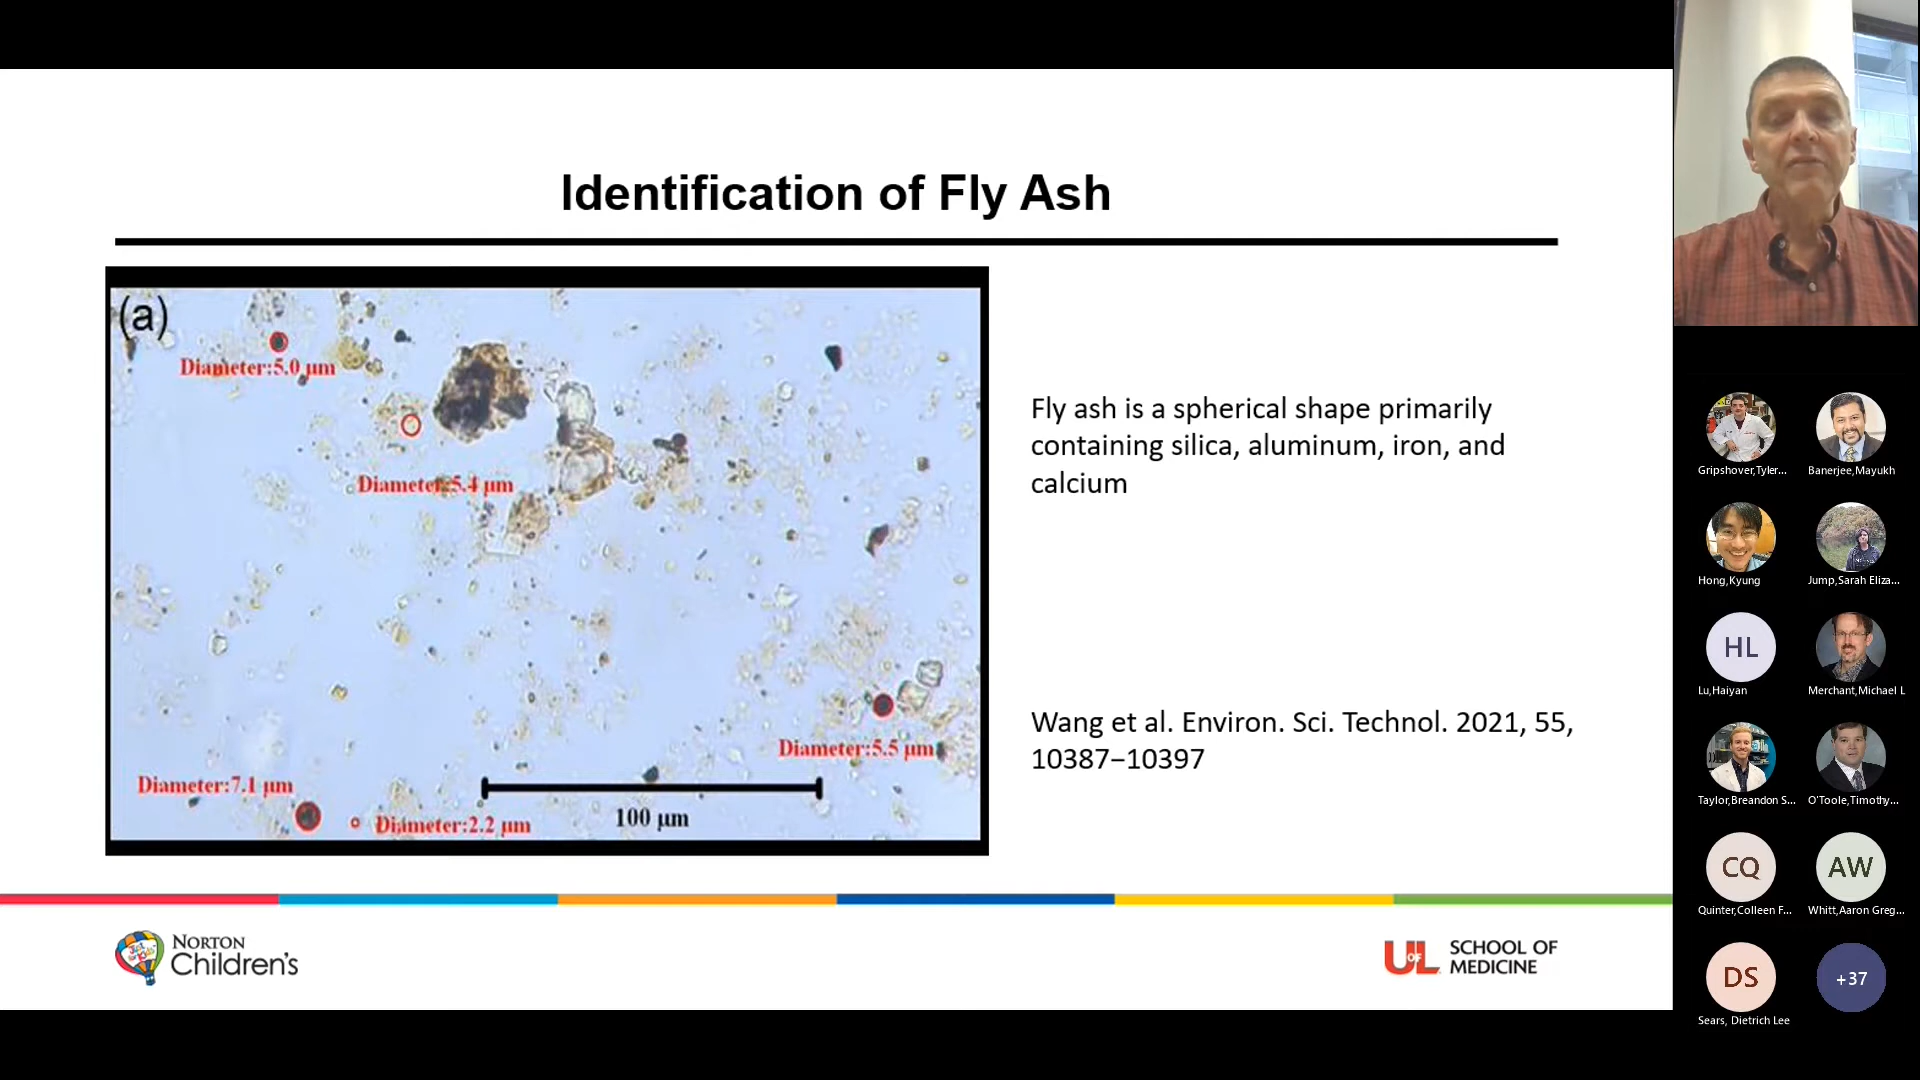 Identification of Fly Ash
(a)
Diameter:5.0 μm
Diameter:5.4 μm
Diameter:5.5 μm
Diameter:7.1 μm
Diameter:2.2 μm
100 μm
Fly ash is a spherical shape primarily
containing silica, aluminum, iron, and
calcium
Wang et al. Environ. Sci. Technol. 2021, 55,
10387−10397
NORTON
Children's
UL
OF
SCHOOL OF
MEDICINE
Gripshover,Tyler...
Banerjee,Mayukh
Hong,Kyung
Jump,Sarah Eliza...
HL
Lu,Haiyan
Merchant,Michael L
Taylor,Breandon S...
O'Toole,Timothy...
CQ
Quinter,Colleen F...
AW
Whitt,Aaron Greg...
DS
Sears, Dietrich Lee
+37